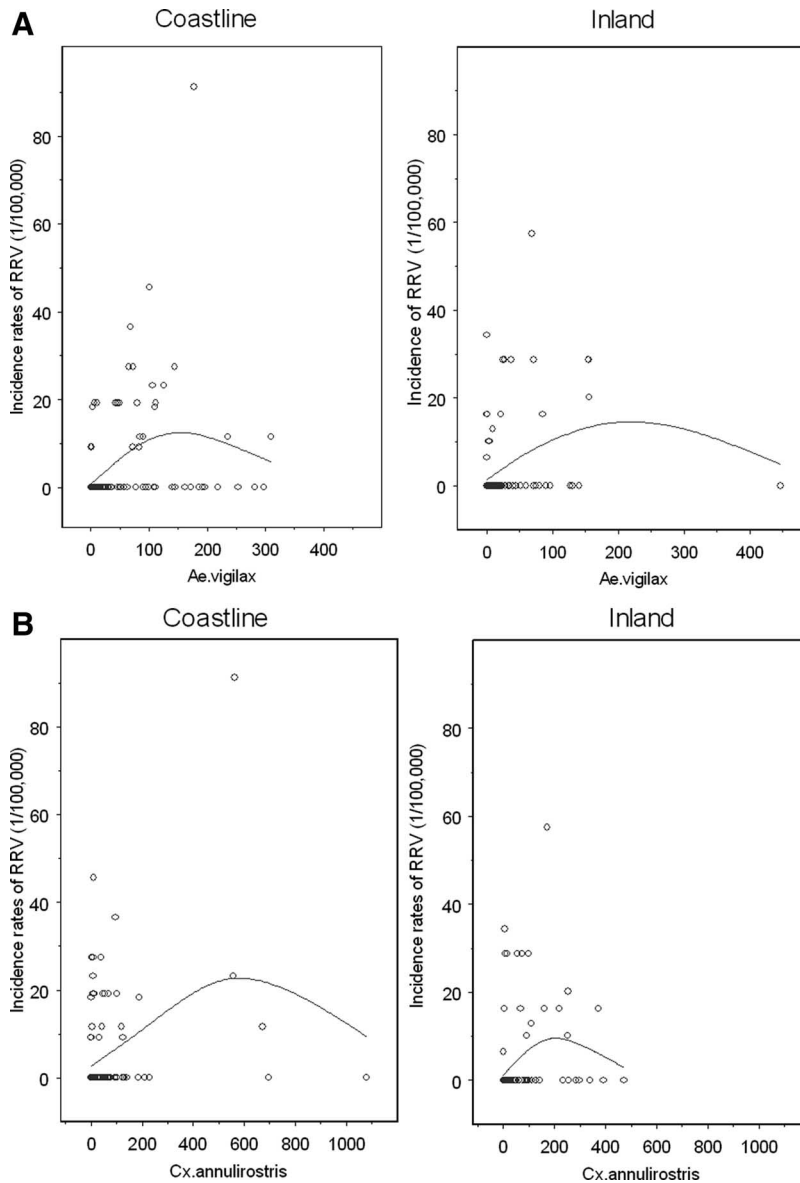 A
Coastline
Inland
Incidence rates of RRV (1/100,000)
80
60
40
20
0
0 100 200 300 400
Ae.vigilax
Incidence of RRV (1/100,000)
80
60
40
20
0
0 100 200 300 400
Ae.vigilax
B
Coastline
Inland
Incidence rates of RRV (1/100,000)
80
60
40
20
0
0 200 400 600 800 1000
Cx.annulirostris
Incidence rates of RRV (1/100,000)
80
60
40
20
0
0 200 400 600 800 1000
Cx.annulirostris